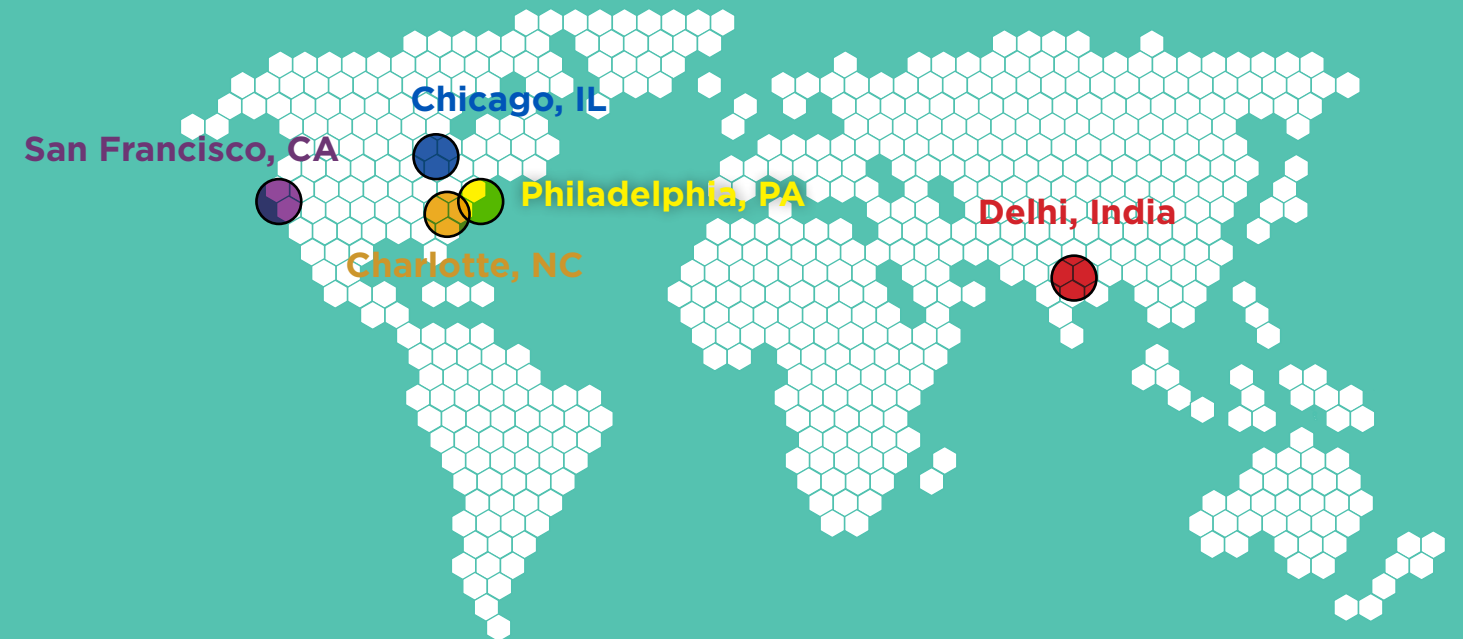 Chicago, IL
San Francisco, CA
Philadelphia, PA
Delhi, India
Charlotte, NC